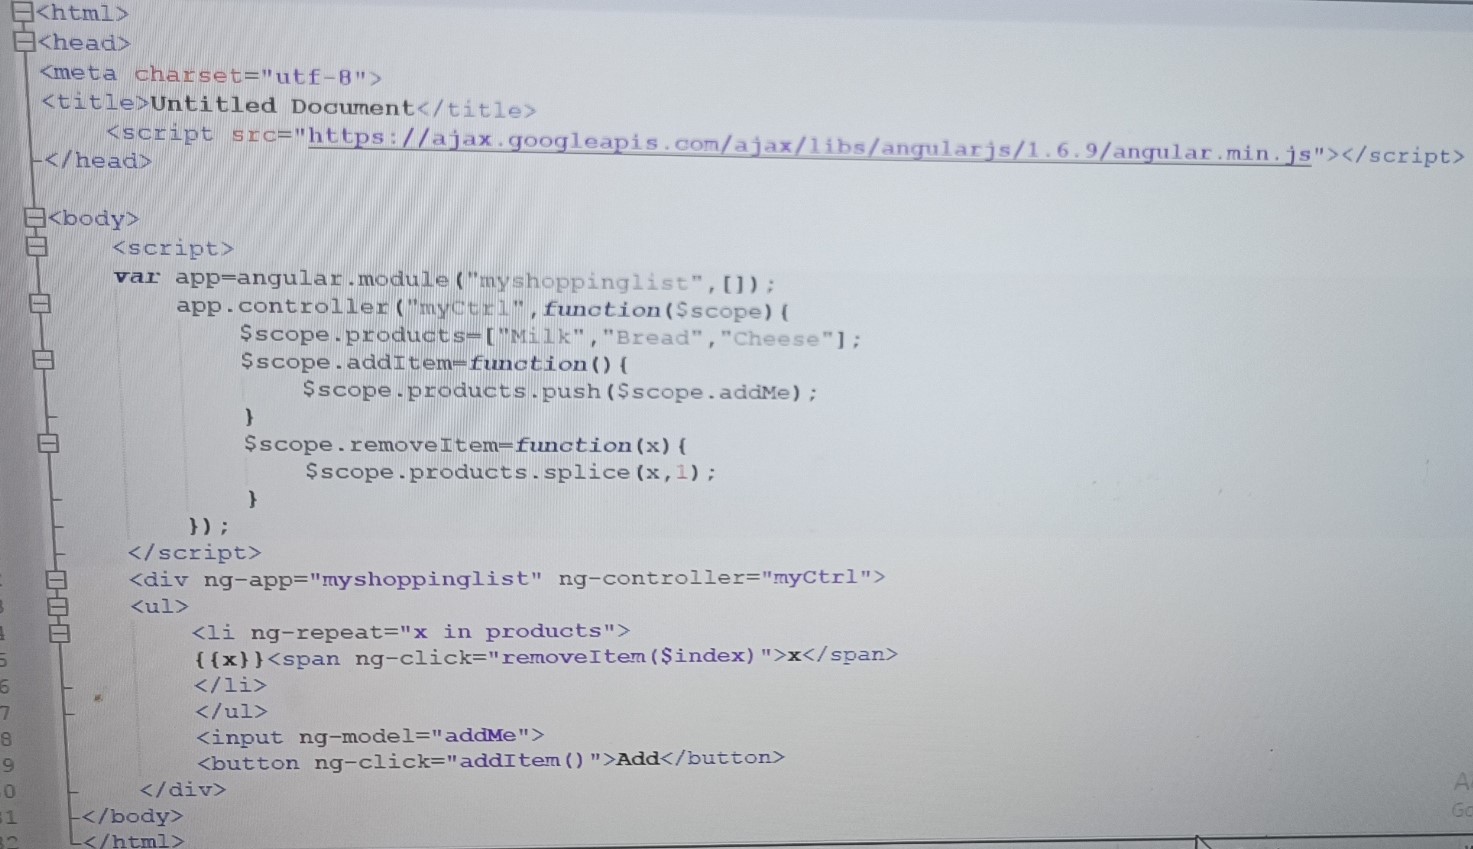 <html>
<head>
<meta charset="utf-8">
<title>Untitled Document</title>
<script src="https://ajax.googleapis.com/ajax/libs/angularjs/1.6.9/angular.min.js"></script>
</head>
<body>
<script>
var app=angular.module("myshoppinglist",[]);
app.controller("myCtrl",function($scope){
$scope.products=["Milk","Bread","Cheese"];
$scope.addItem=function(){
$scope.products.push($scope.addMe);
}
$scope.removeItem=function(x){
$scope.products.splice(x,1);
}
});
</script>
<div ng-app="myshoppinglist" ng-controller="myCtrl">
<ul>
<li ng-repeat="x in products">
5 {{x}}<span ng-click="removeItem($index)">x</span>
6 </li>
7 </ul>
8 <input ng-model="addMe">
9 <button ng-click="addItem()">Add</button>
0 </div>
1 </body>
</html>